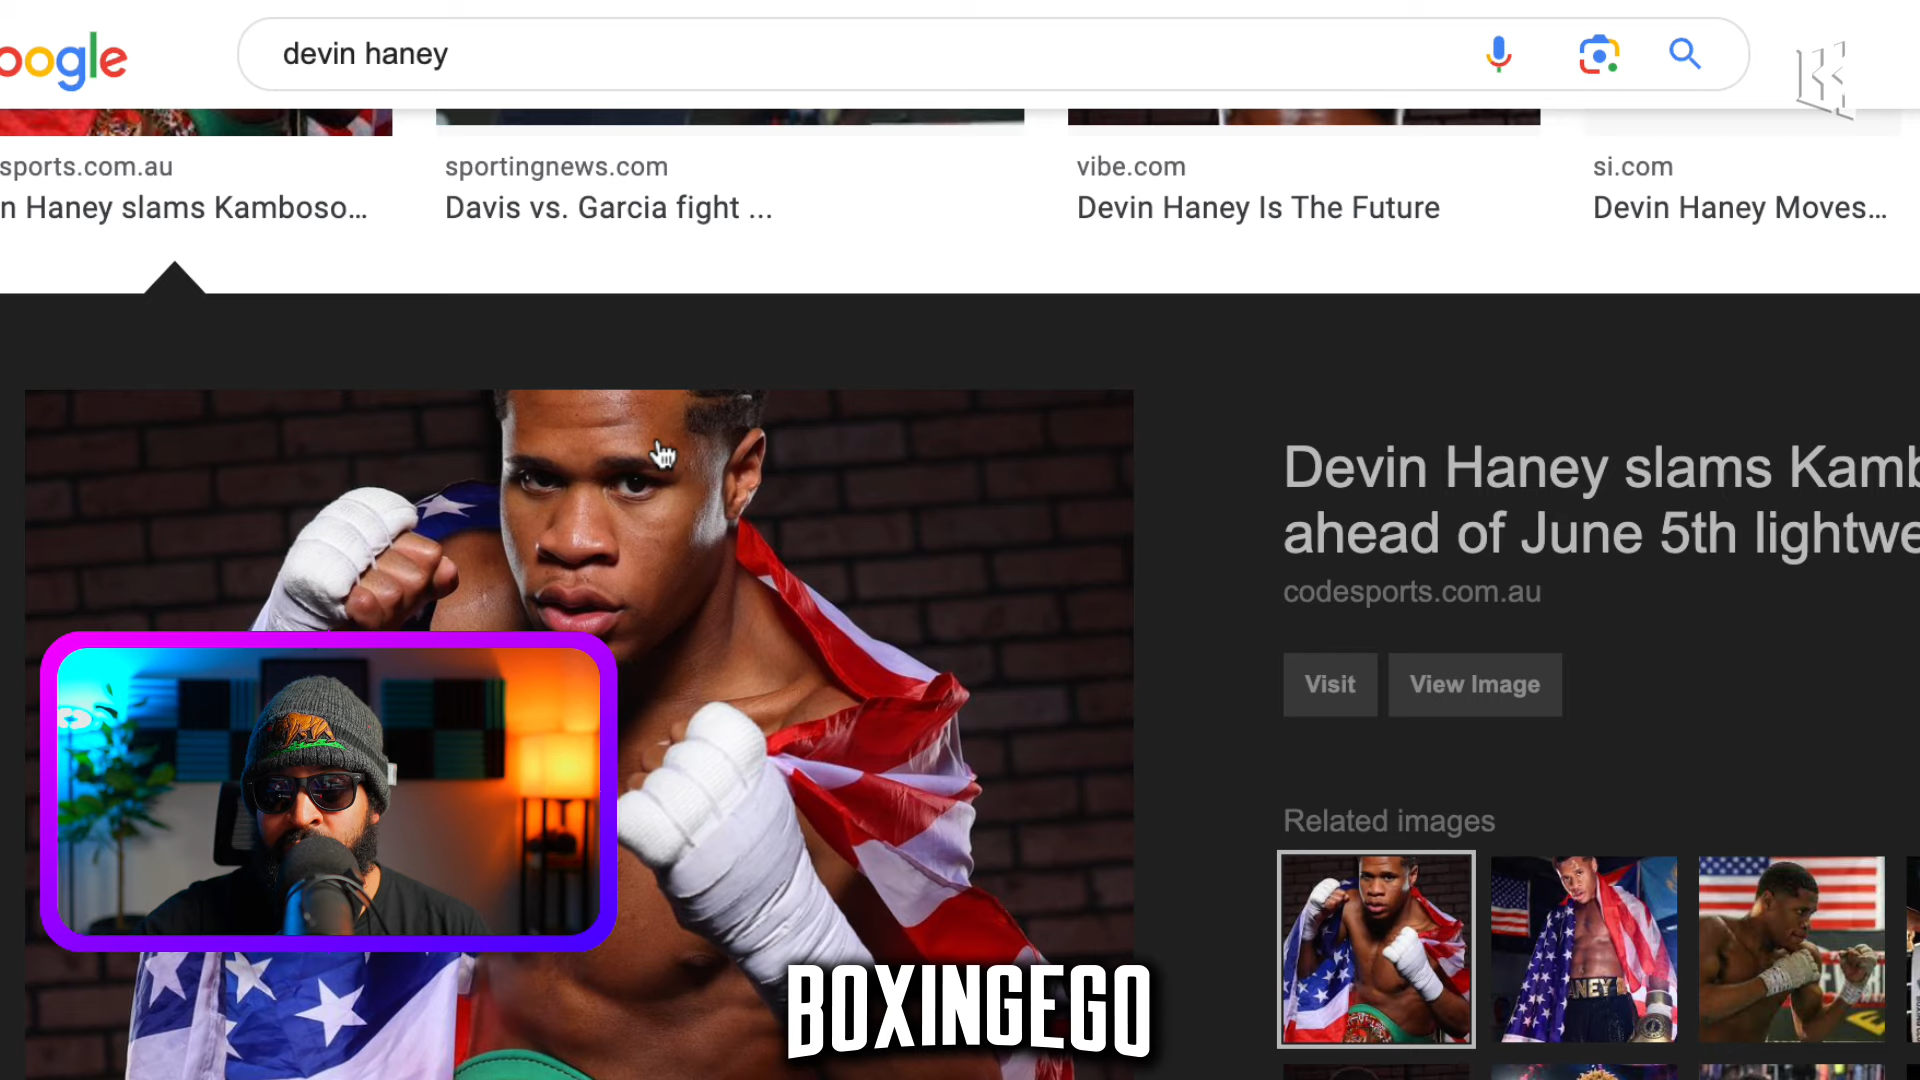 oogle
devin haney
sports.com.au
n Haney slams Kamboso...
sportingnews.com
Davis vs. Garcia fight ...
vibe.com
Devin Haney Is The Future
si.com
Devin Haney Moves...
Devin Haney slams Kamb
ahead of June 5th lightwe
codesports.com.au
Visit
View Image
Related images
ANEY
BOXINGEGO